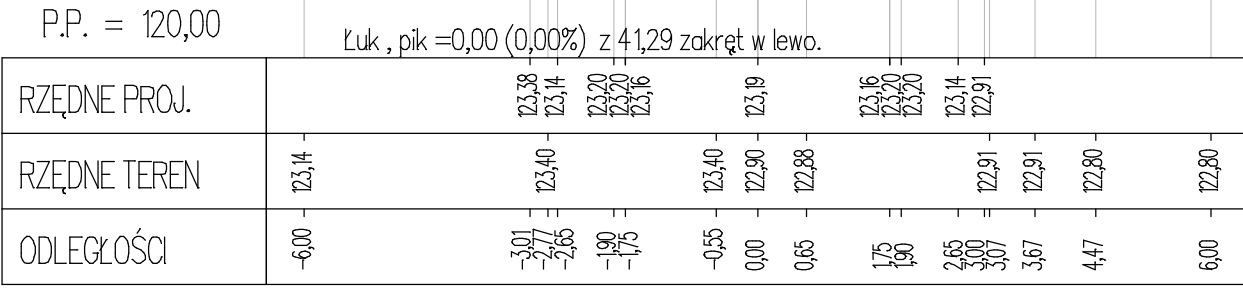 P.P. = 120,00
Łuk , pik =0,00 (0,00%) z 41,29 zakręt w lewo.
RZĘDNE PROJ. 123,38 123,14 123,20 123,20 123,16 123,19 123,16 123,20 123,20 123,14 122,91
RZĘDNE TEREN 123,14 123,40 123,40 122,90 122,88 122,91 122,91 122,80 122,80
ODLEGŁOŚCI -6,00 -3,01 -2,77 -2,65 -1,90 -1,75 -0,55 0,00 0,65 1,75 1,90 2,65 3,00 3,07 3,67 4,47 6,00